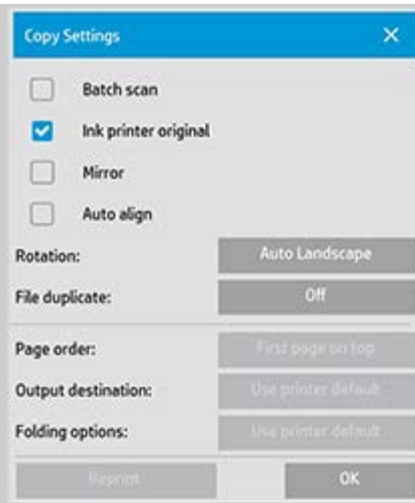 Copy Settings
Batch scan
Ink printer original
Mirror
Auto align
Rotation: Auto Landscape
File duplicate: Off
Page order: First page on top
Output destination: Use printer default
Folding options: Use printer default
Reprint OK